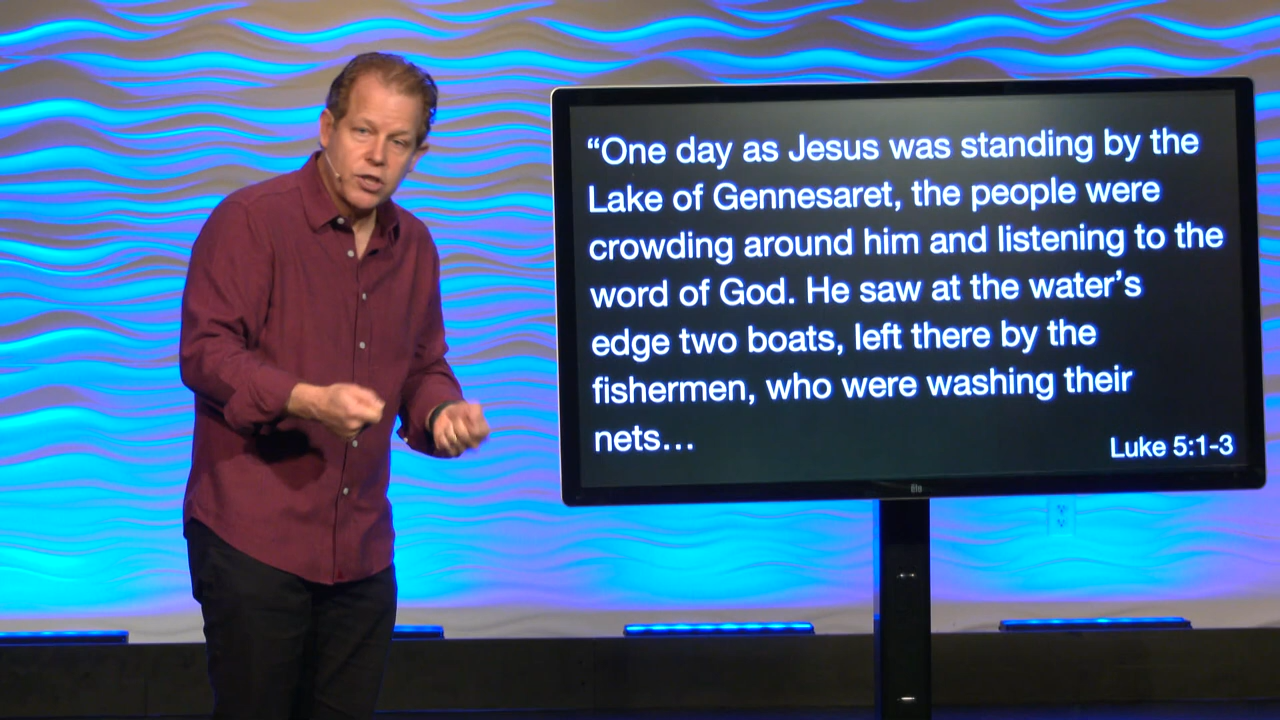 “One day as Jesus was standing by the
Lake of Gennesaret, the people were
crowding around him and listening to the
word of God. He saw at the water’s
edge two boats, left there by the
fishermen, who were washing their
nets…
Luke 5:1-3
Elo